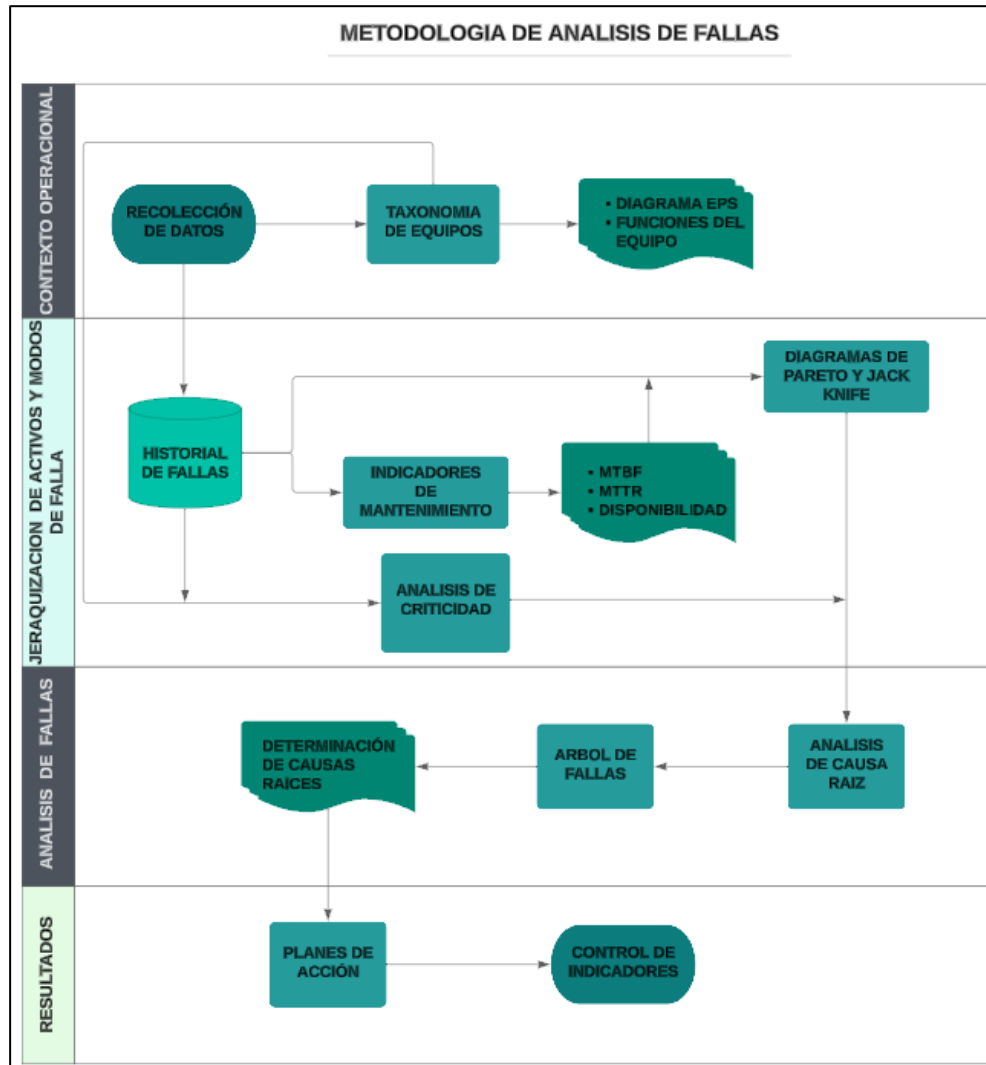 METODOLOGIA DE ANALISIS DE FALLAS
CONTEXTO OPERACIONAL
RECOLECCIÓN
DE DATOS
TAXONOMIA
DE EQUIPOS
• DIAGRAMA EPS
• FUNCIONES DEL
EQUIPO
JERAQUIZACION DE ACTIVOS Y MODOS
DE FALLA
DIAGRAMAS DE
PARETO Y JACK
KNIFE
HISTORIAL
DE FALLAS
INDICADORES
DE
MANTENIMIENTO
• MTBF
• MTTR
• DISPONIBILIDAD
ANALISIS DE
CRITICIDAD
ANALISIS DE FALLAS
DETERMINACIÓN
DE CAUSAS
RAÍCES
ARBOL DE
FALLAS
ANALISIS
DE CAUSA
RAIZ
RESULTADOS
PLANES DE
ACCIÓN
CONTROL DE
INDICADORES